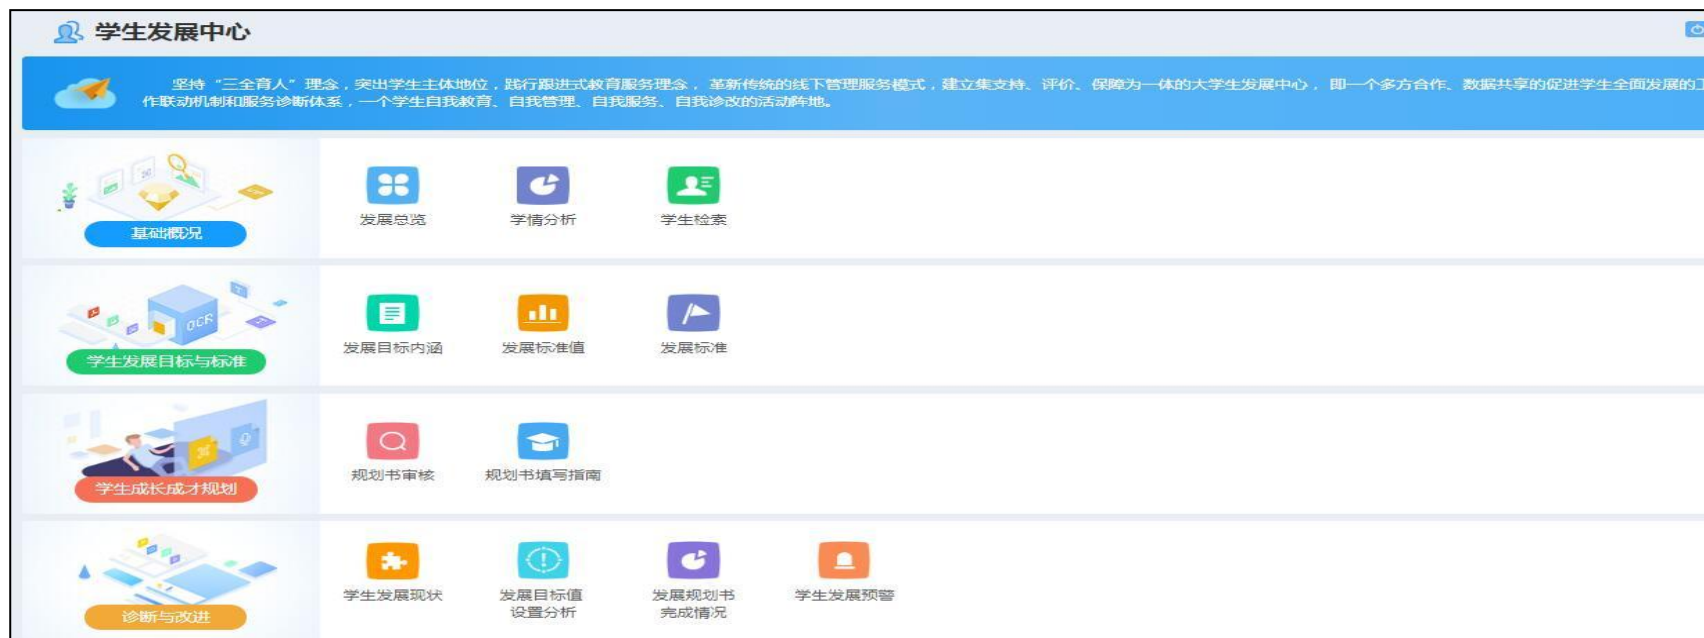 学生发展中心
坚持“三全育人”理念，突出学生主体地位，践行跟进式教育服务理念，革新传统的线下管理服务模式，建立集支持、评价、保障为一体的大学生发展中心，即一个多方合作、数据共享的促进学生全面发展的工
作联动机制和服务诊断体系，一个学生自我教育、自我管理、自我服务、自我诊改的活动阵地。
基础概况
发展总览
学情分析
学生检索
OCR
学生发展目标与标准
发展目标内涵
发展标准值
发展标准
学生成长成才规划
规划书审核
规划书填写指南
诊断与改进
学生发展现状
发展目标值
设置分析
发展规划书
完成情况
学生发展预警